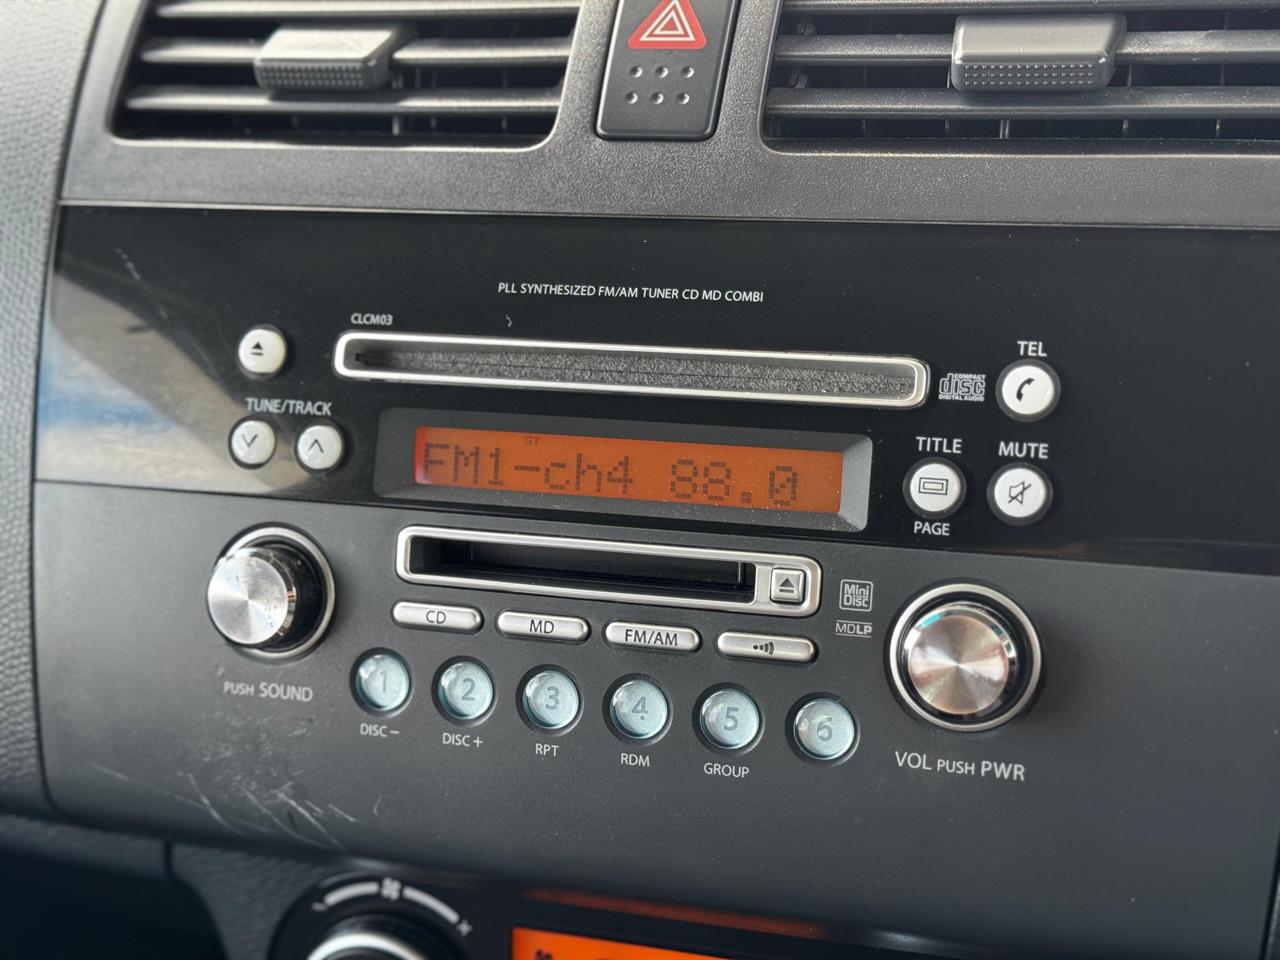 PLL SYNTHESIZED FM/AM TUNER CD MD COMBI
CLCM03
TEL
COMPACT
disc
DIGITAL AUDIO
TUNE/TRACK
ST
FM1-ch4 88.0
TITLE
MUTE
PAGE
CD
MD
FM/AM
Mini
Disc
MDLP
PUSH SOUND
1
2
3
4
5
6
DISC-
DISC+
RPT
RDM
GROUP
VOL PUSH PWR
- +